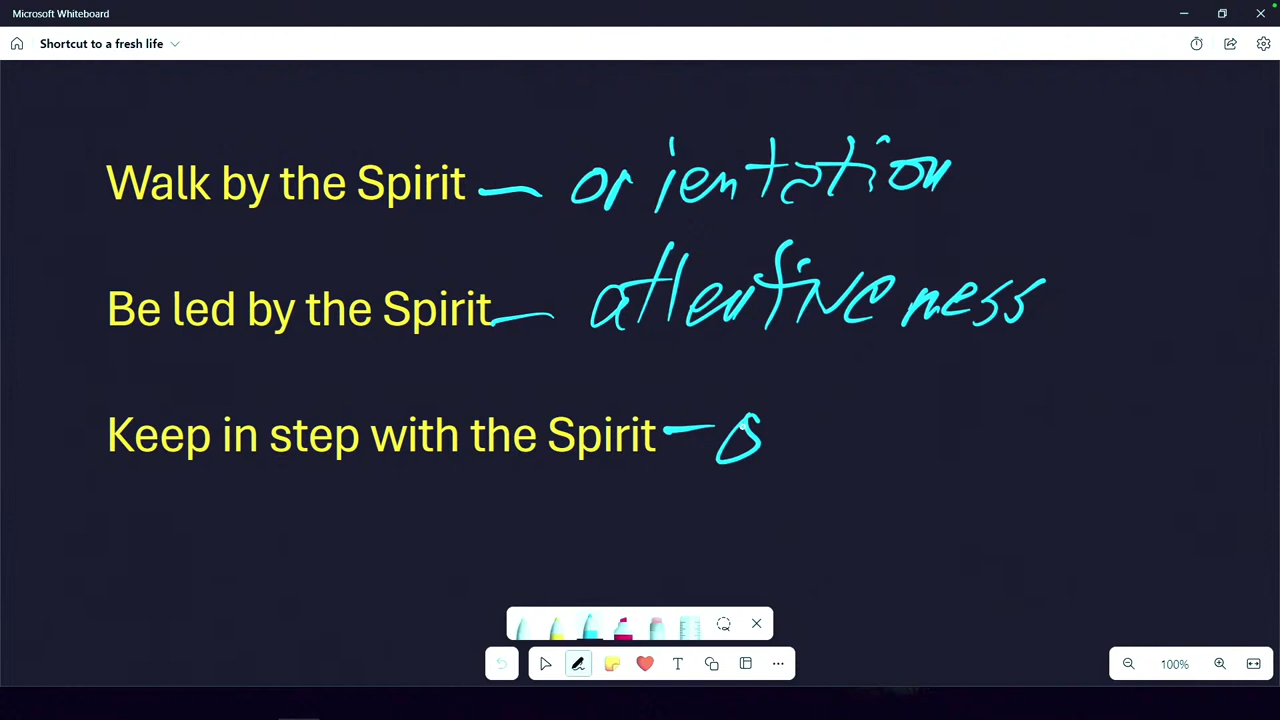 Microsoft Whiteboard
Shortcut to a fresh life
Walk by the Spirit — orientation
Be led by the Spirit — attentiveness
Keep in step with the Spirit —
100%